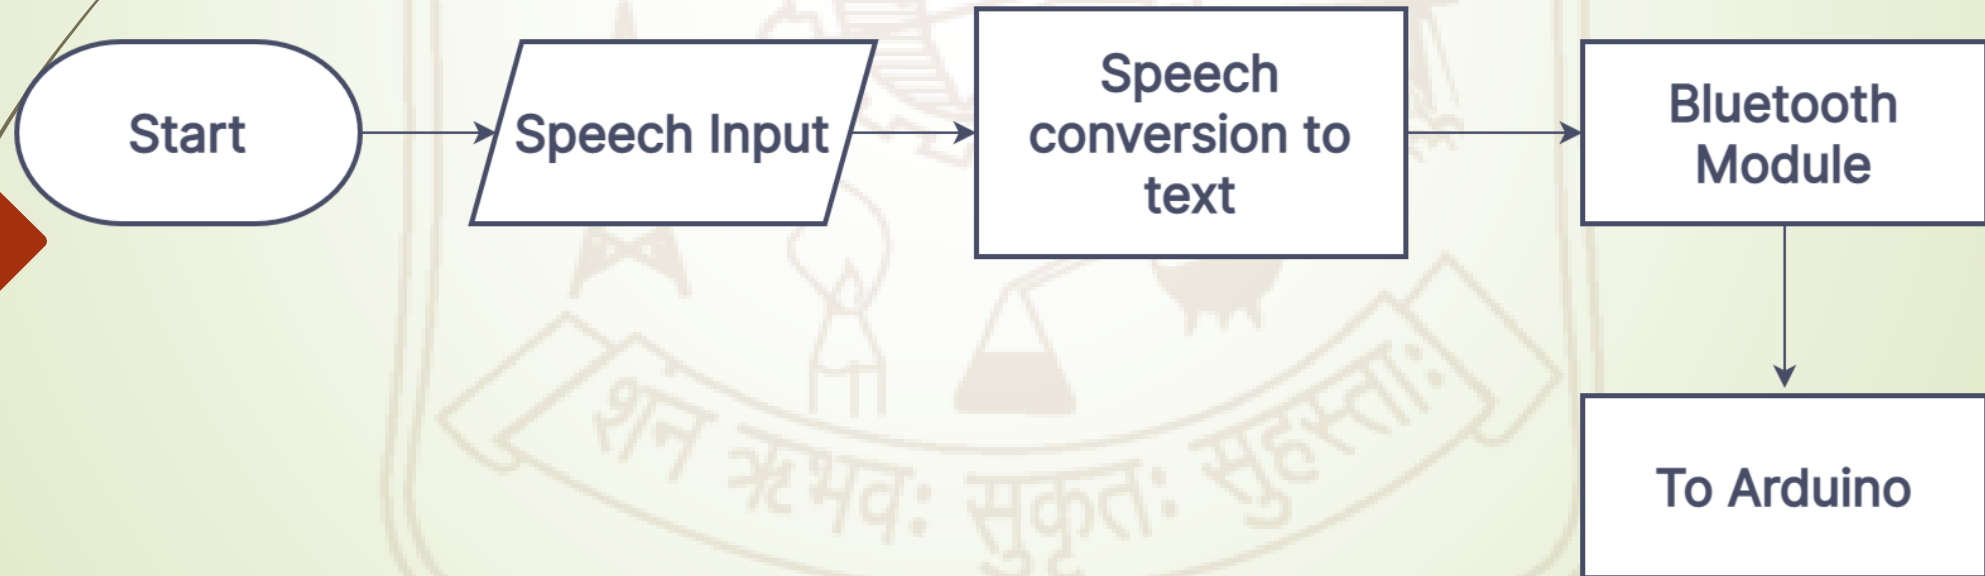 Start
Speech Input
Speech
conversion to
text
Bluetooth
Module
To Arduino
शन ऋभवः सुकृतः सुहस्ताः